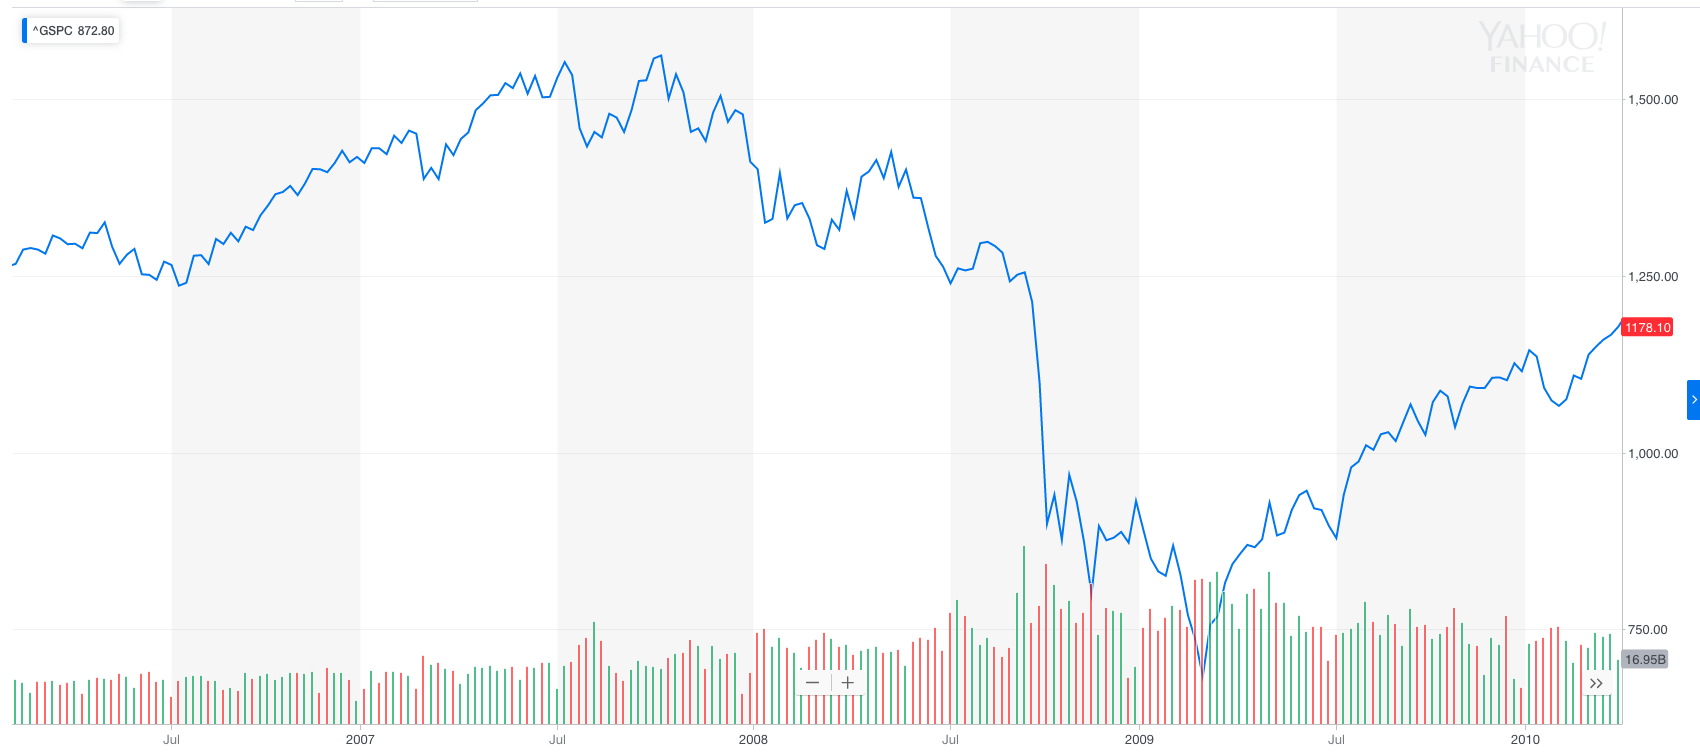 ^GSPC 872.80
YAHOO!
FINANCE
1,500.00
1,250.00
1178.10
1,000.00
750.00
16.95B
Jul 2007 Jul 2008 Jul 2009 Jul 2010